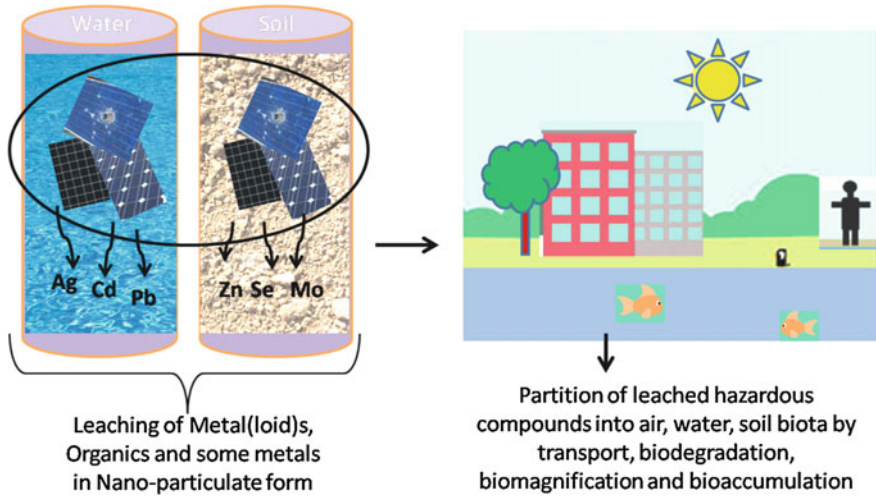 Water
Soil
Ag
Cd
Pb
Zn
Se
Mo
Leaching of Metal(loid)s,
Organics and some metals
in Nano-particulate form
Partition of leached hazardous
compounds into air, water, soil biota by
transport, biodegradation,
biomagnification and bioaccumulation